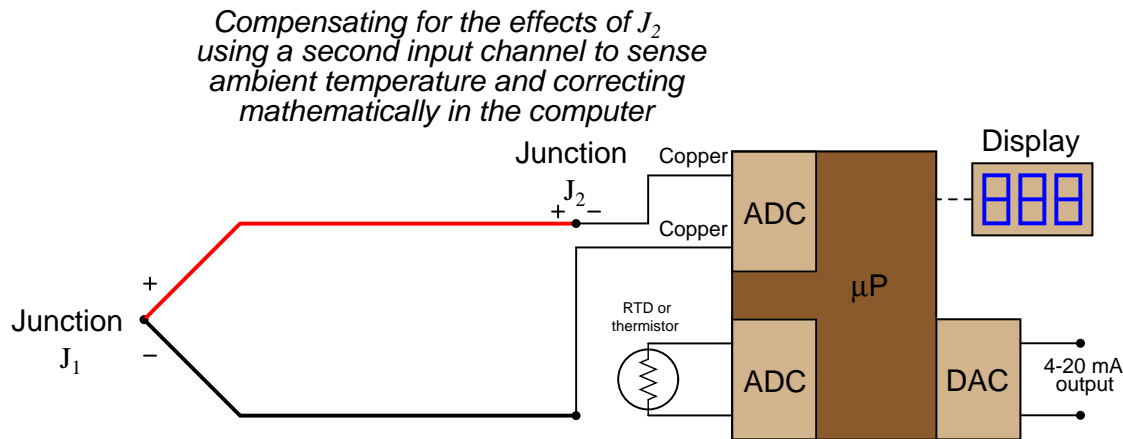 Compensating for the effects of J2
using a second input channel to sense
ambient temperature and correcting
mathematically in the computer
Junction
J2
+ −
Copper
Copper
Display
ADC
μP
+
Junction
J1
−
RTD or
thermistor
ADC
DAC
4-20 mA
output